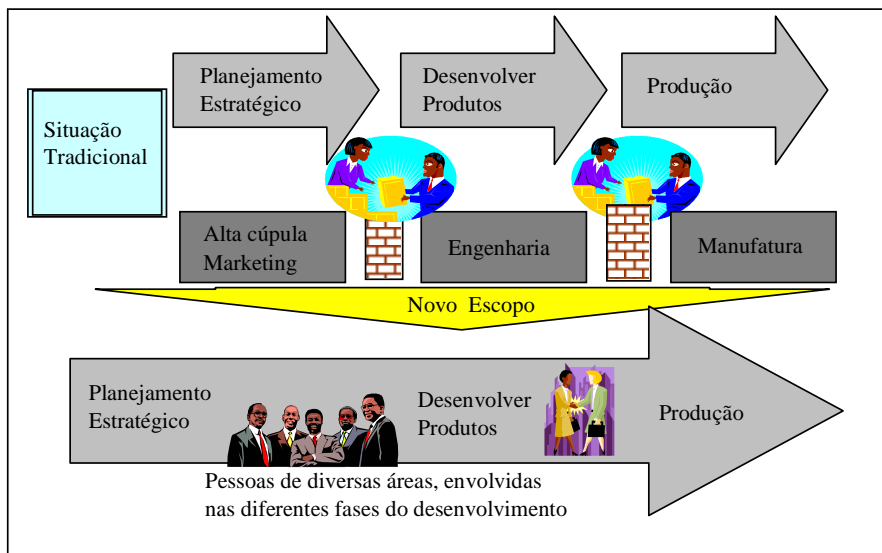 Planejamento
Estratégico
Desenvolver
Produtos
Produção
Situação
Tradicional
Alta cúpula
Marketing
Engenharia
Manufatura
Novo Escopo
Planejamento
Estratégico
Desenvolver
Produtos
Produção
Pessoas de diversas áreas, envolvidas
nas diferentes fases do desenvolvimento